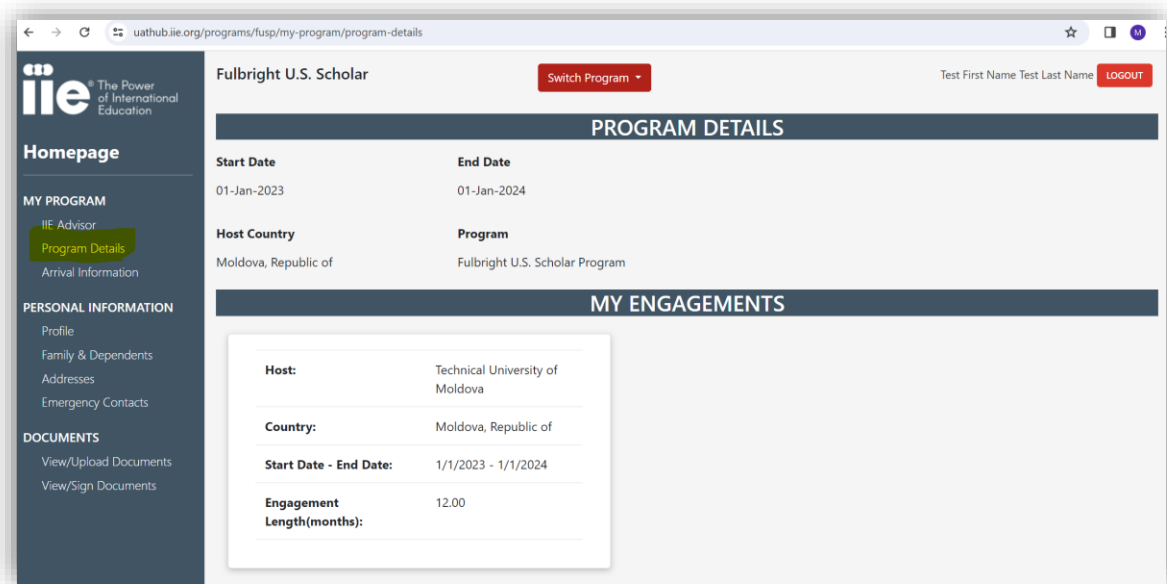 uathub.iie.org/programs/fusp/my-program/program-details
M
iie® The Power
of International
Education
Fulbright U.S. Scholar
Switch Program
Test First Name Test Last Name
LOGOUT
Homepage
MY PROGRAM
IIE Advisor
Program Details
Arrival Information
PERSONAL INFORMATION
Profile
Family & Dependents
Addresses
Emergency Contacts
DOCUMENTS
View/Upload Documents
View/Sign Documents
PROGRAM DETAILS
Start Date
End Date
01-Jan-2023
01-Jan-2024
Host Country
Program
Moldova, Republic of
Fulbright U.S. Scholar Program
MY ENGAGEMENTS
Host:
Technical University of
Moldova
Country:
Moldova, Republic of
Start Date - End Date:
1/1/2023 - 1/1/2024
Engagement
Length(months):
12.00